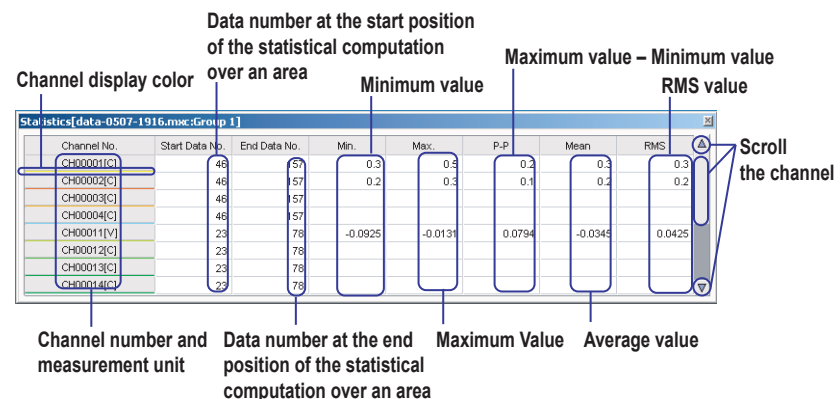 Data number at the start position
of the statistical computation
over an area
Maximum value – Minimum value
Channel display color
Minimum value
RMS value
Statistics[data-0507-1916.mxc:Group 1]
Channel No. Start Data No. End Data No. Min. Max. P-P Mean RMS
CH00001[C] 46 157 0.3 0.5 0.2 0.3 0.3
CH00002[C] 46 157 0.2 0.3 0.1 0.2 0.2
CH00003[C] 46 157
CH00004[C] 46 157
CH00011[V] 23 78 -0.0925 -0.0131 0.0794 -0.0345 0.0425
CH00012[C] 23 78
CH00013[C] 23 78
CH00014[C] 23 78
Scroll
the channel
Channel number and
measurement unit
Data number at the end
position of the statistical
computation over an area
Maximum Value
Average value